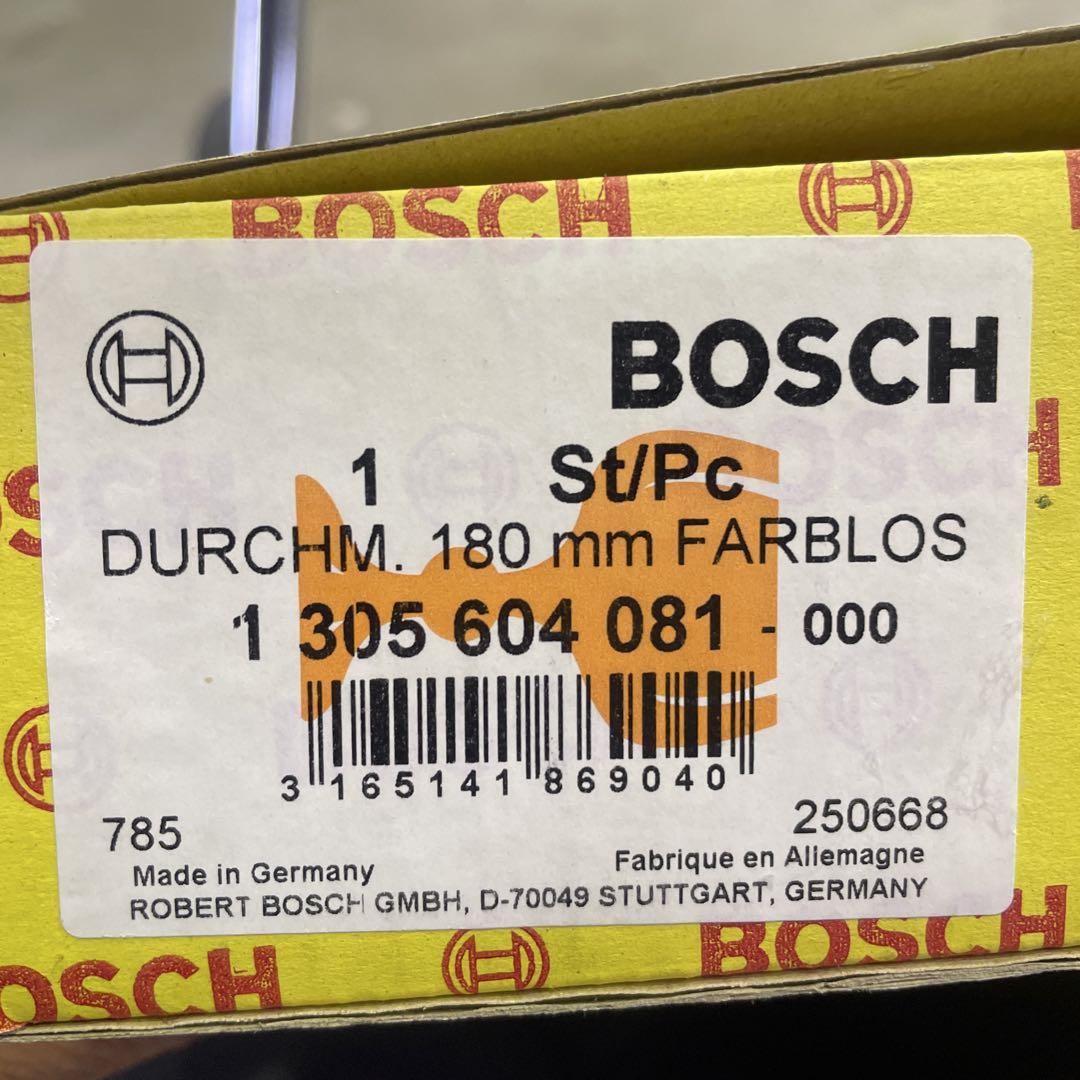 BOSCH
BOSCH
1 St/Pc
DURCHM. 180 mm FARBLOS
1 305 604 081 - 000
3 165141 869040
785 250668
Made in Germany Fabrique en Allemagne
ROBERT BOSCH GMBH, D-70049 STUTTGART, GERMANY
BOSCH
BOSCH